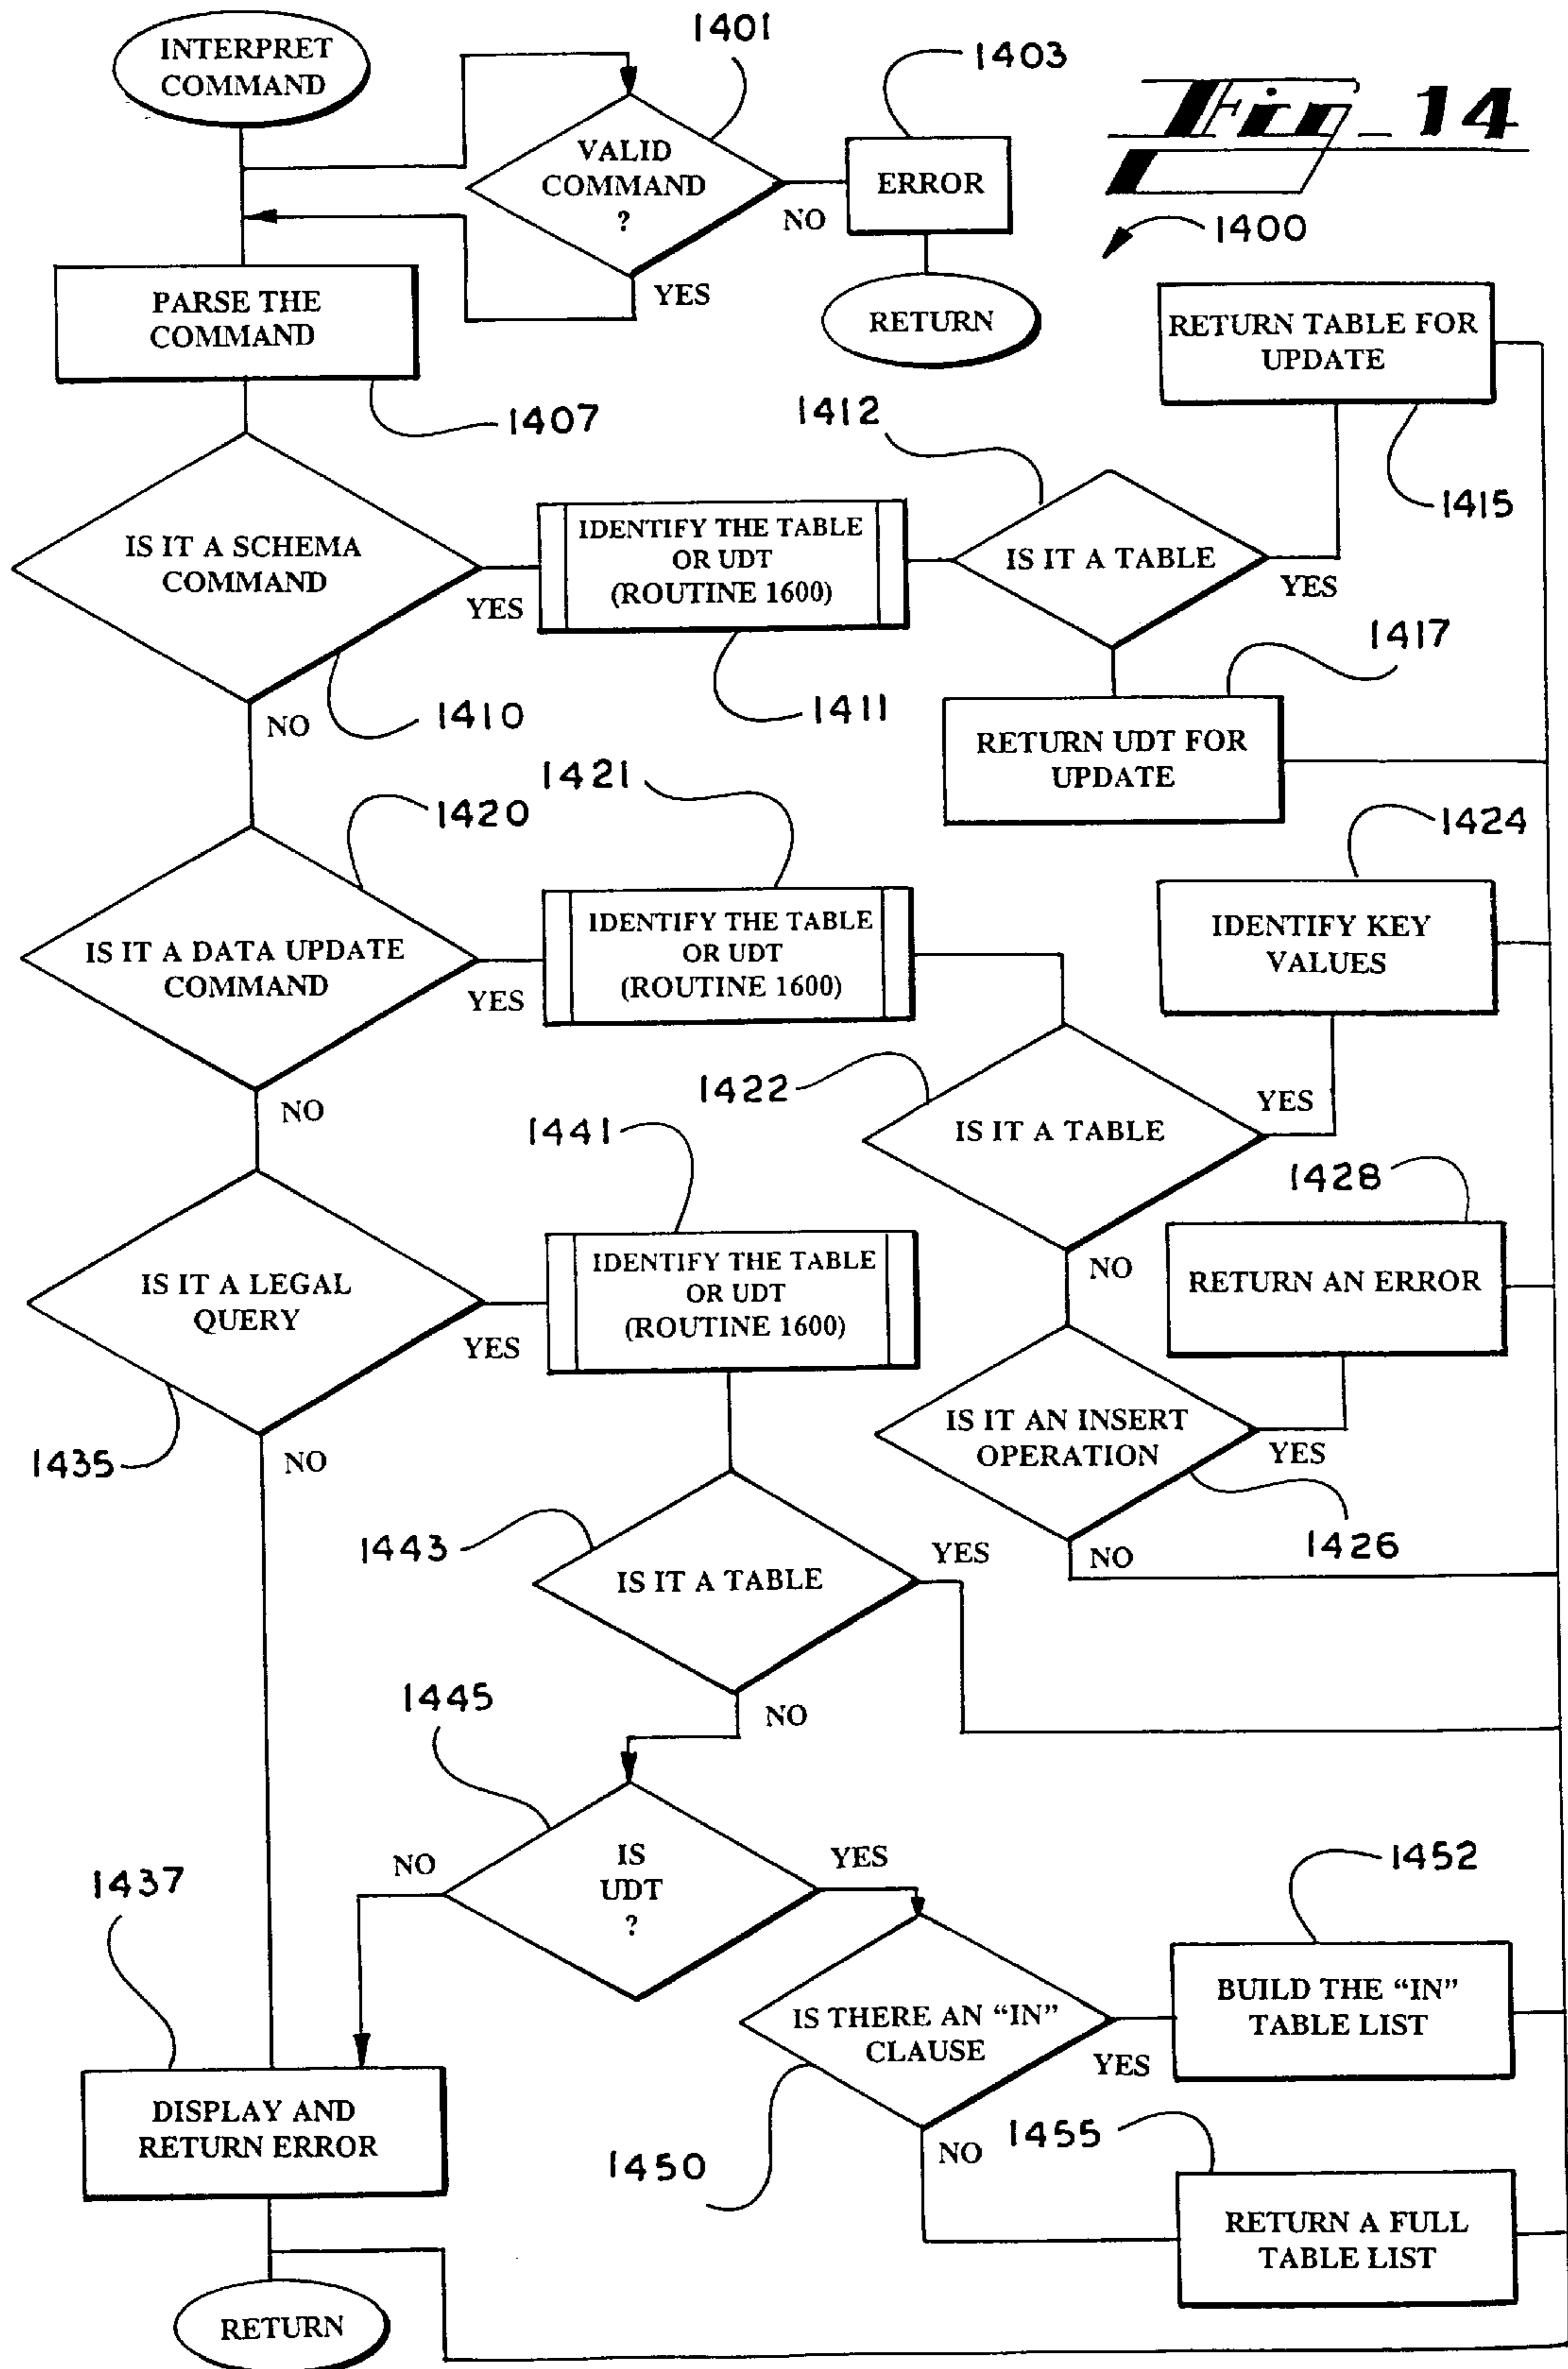 INTERPRET
COMMAND
1401
1403
Fig_14
VALID
COMMAND
?
ERROR
NO
YES
1400
RETURN
PARSE THE
COMMAND
1407
RETURN TABLE FOR
UPDATE
1412
1415
IS IT A SCHEMA
COMMAND
YES
IDENTIFY THE TABLE
OR UDT
(ROUTINE 1600)
IS IT A TABLE
YES
1417
1410
1411
NO
RETURN UDT FOR
UPDATE
1420
1421
1424
IS IT A DATA UPDATE
COMMAND
YES
IDENTIFY THE TABLE
OR UDT
(ROUTINE 1600)
IDENTIFY KEY
VALUES
NO
1422
YES
1441
IS IT A TABLE
1428
NO
IS IT A LEGAL
QUERY
YES
IDENTIFY THE TABLE
OR UDT
(ROUTINE 1600)
RETURN AN ERROR
1435
NO
IS IT AN INSERT
OPERATION
YES
1426
NO
1443
YES
IS IT A TABLE
1445
NO
NO
IS
UDT
?
YES
1437
1452
IS THERE AN “IN”
CLAUSE
YES
BUILD THE “IN”
TABLE LIST
DISPLAY AND
RETURN ERROR
1450
NO
1455
RETURN A FULL
TABLE LIST
RETURN